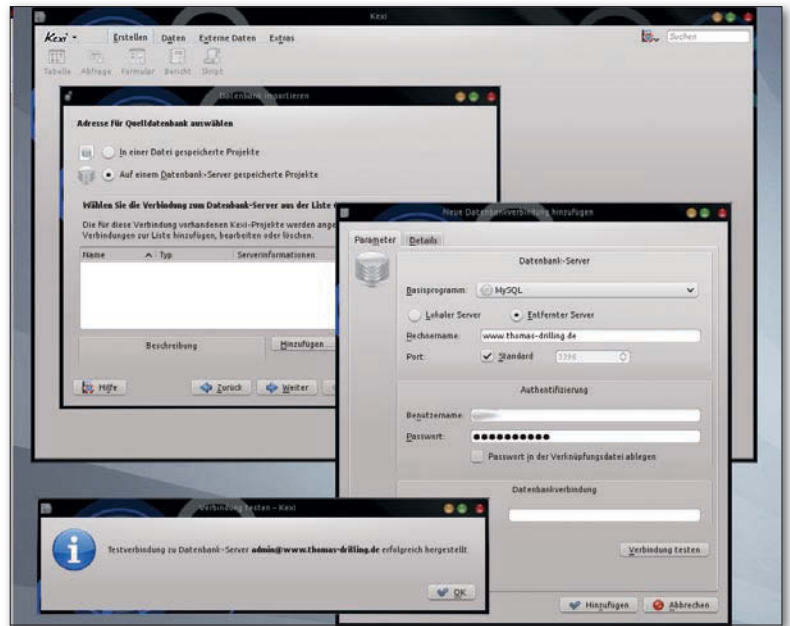 Kexi
Kexi Erstellen Daten Externe Daten Extras Suchen
Tabelle Abfrage Formular Bericht Skript
Datenbank importieren
Adresse für Quelldatenbank auswählen
In einer Datei gespeicherte Projekte
Auf einem Datenbank-Server gespeicherte Projekte
Wählen Sie die Verbindung zum Datenbank-Server aus der Liste
Die für diese Verbindung vorhandenen Kexi-Projekte werden ange
Verbindungen zur Liste hinzufügen, bearbeiten oder löschen.
Name Typ Serverinformationen
Beschreibung Hinzufügen...
Hilfe Zurück Weiter
Neue Datenbankverbindung hinzufügen
Parameter Details
Datenbank-Server
Basisprogramm: MySQL
Lokaler Server Entfernter Server
Rechnername: www.thomas-drilling.de
Port: Standard
Authentifizierung
Benutzername:
Passwort: ●●●●●●●●●●
Passwort in der Verknüpfungsdatei ablegen
Datenbankverbindung
Verbindung testen
Hinzufügen Abbrechen
Verbindung testen – Kexi
Testverbindung zu Datenbank-Server admin@www.thomas-drilling.de erfolgreich hergestellt
OK